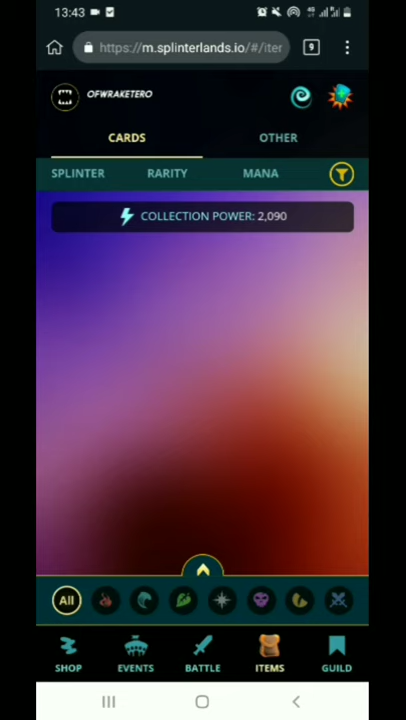 13:43
https://m.splinterlands.io/#/iter
9
OFWRAKETERO
CARDS OTHER
SPLINTER RARITY MANA
COLLECTION POWER: 2,090
All
SHOP EVENTS BATTLE ITEMS GUILD